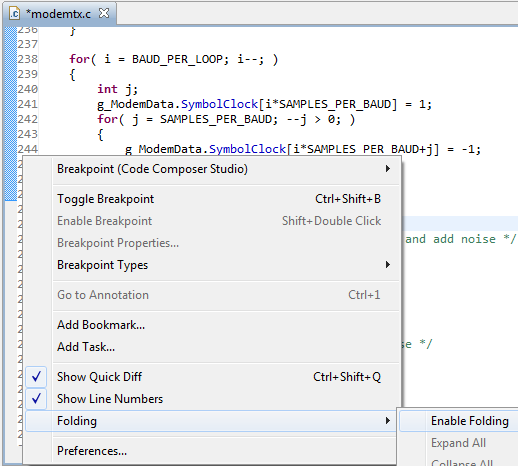 *modemtx.c
236 }
237
238 for( i = BAUD_PER_LOOP; i--; )
239 {
240 int j;
241 g_ModemData.SymbolClock[i*SAMPLES_PER_BAUD] = 1;
242 for( j = SAMPLES_PER_BAUD; --j > 0; )
243 {
244 g_ModemData.SymbolClock[i*SAMPLES_PER_BAUD+j] = -1;
Breakpoint (Code Composer Studio)
Toggle Breakpoint Ctrl+Shift+B
Enable Breakpoint Shift+Double Click
and add noise */
Breakpoint Properties...
Breakpoint Types
Go to Annotation Ctrl+1
Add Bookmark...
Add Task...
se */
Show Quick Diff Ctrl+Shift+Q
Show Line Numbers
Folding
Enable Folding
Expand All
Preferences...
Collapse All